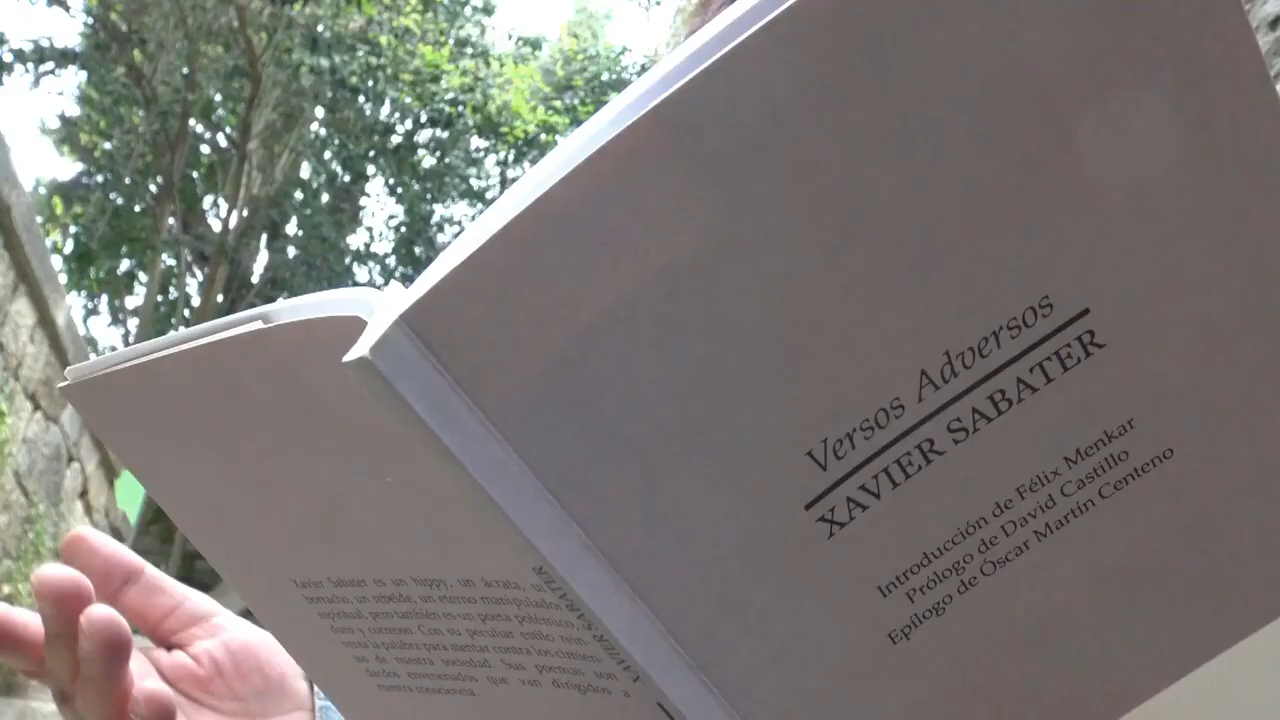 Versos Adversos
XAVIER SABATER
Introducción de Félix Menkar
Prólogo de David Castillo
Epílogo de Óscar Martín Centeno
XAVIER SABATER
Xavier Sabater es un hippy, un ácrata, un
borracho, un rebelde, un eterno manipulador
espiritual, pero también es un poeta polémico,
duro y correoso. Con su peculiar estilo rein-
venta la palabra para atentar contra los cimien-
tos de nuestra sociedad. Sus poemas son
dardos envenenados que van dirigidos a
nuestra consciencia.